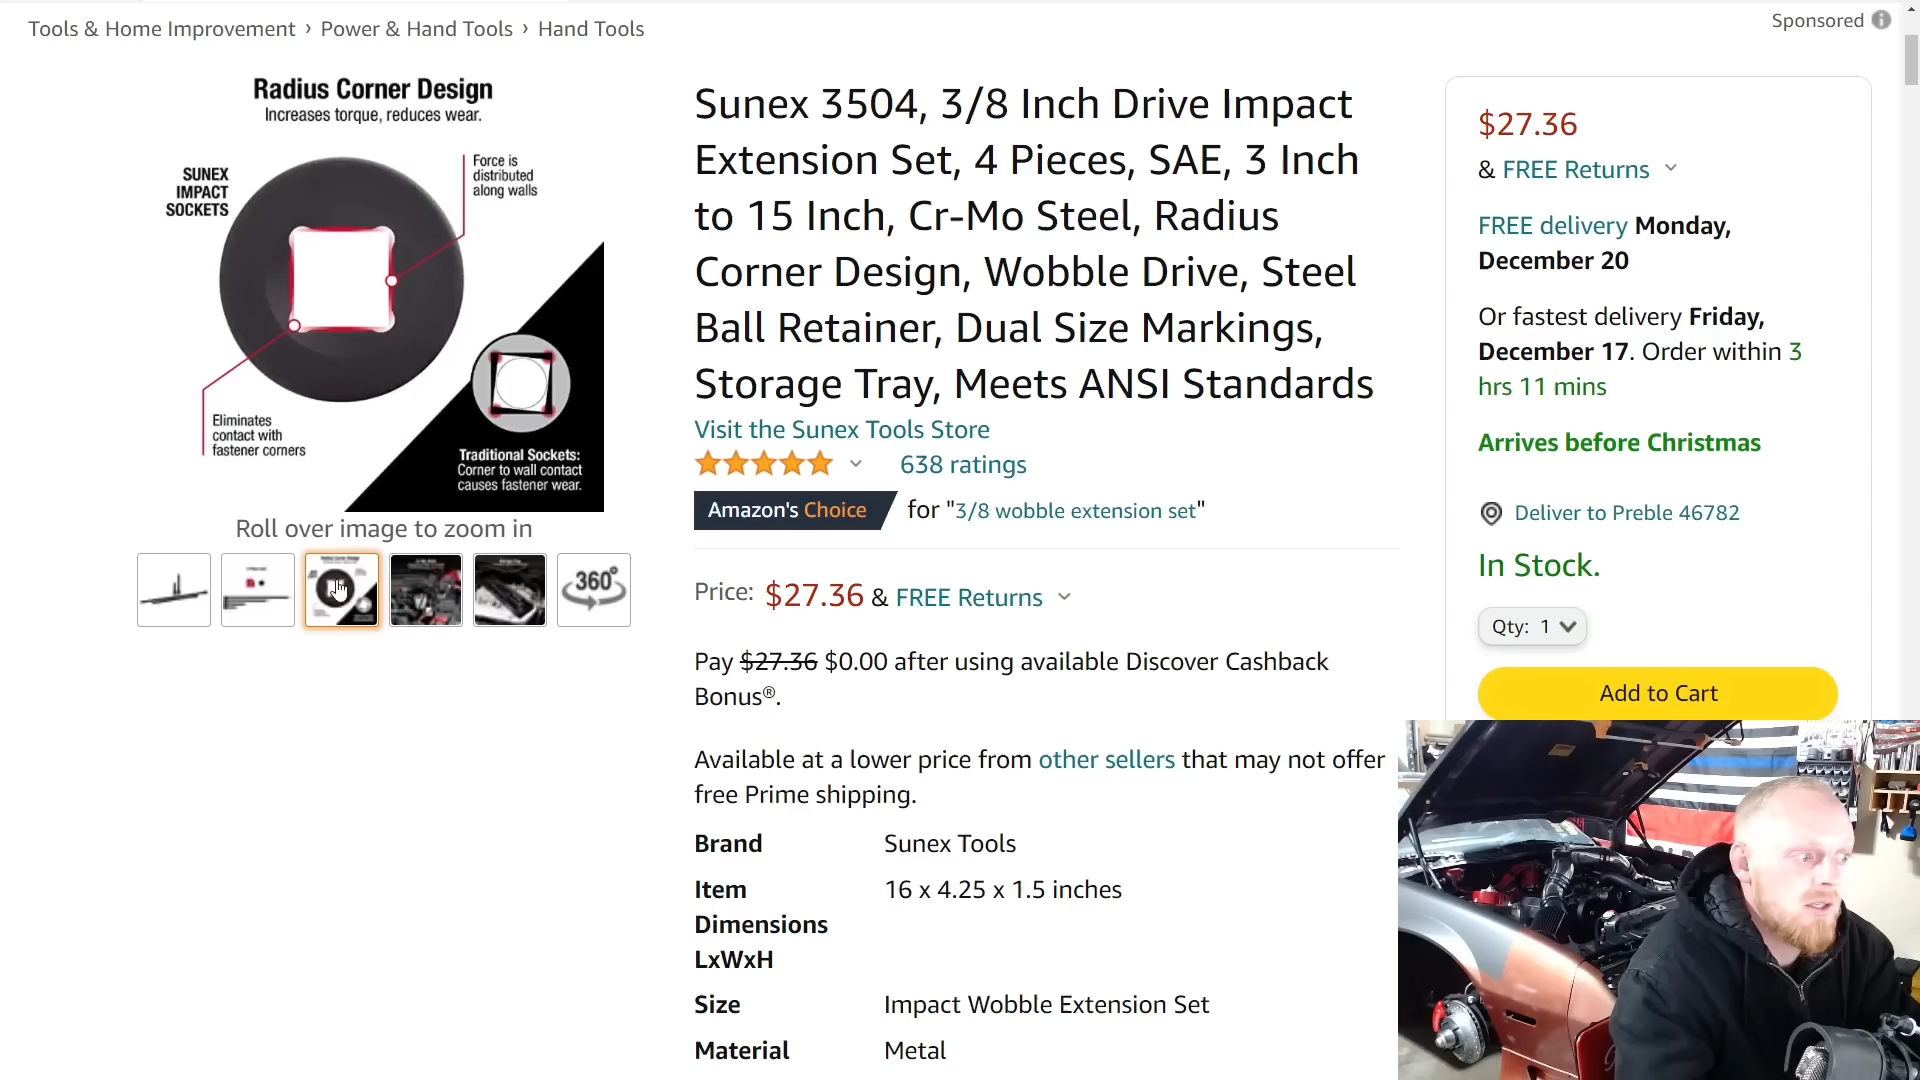 Tools & Home Improvement › Power & Hand Tools › Hand Tools
Sponsored
Radius Corner Design
Increases torque, reduces wear.
SUNEX
IMPACT
SOCKETS
Force is
distributed
along walls
Eliminates
contact with
fastener corners
Traditional Sockets:
Corner to wall contact
causes fastener wear.
Roll over image to zoom in
360°
Sunex 3504, 3/8 Inch Drive Impact
Extension Set, 4 Pieces, SAE, 3 Inch
to 15 Inch, Cr-Mo Steel, Radius
Corner Design, Wobble Drive, Steel
Ball Retainer, Dual Size Markings,
Storage Tray, Meets ANSI Standards
Visit the Sunex Tools Store
638 ratings
Amazon's Choice for "3/8 wobble extension set"
Price: $27.36 & FREE Returns
Pay $27.36 $0.00 after using available Discover Cashback
Bonus®.
Available at a lower price from other sellers that may not offer
free Prime shipping.
Brand Sunex Tools
Item 16 x 4.25 x 1.5 inches
Dimensions
LxWxH
Size Impact Wobble Extension Set
Material Metal
$27.36
& FREE Returns
FREE delivery Monday,
December 20
Or fastest delivery Friday,
December 17. Order within 3
hrs 11 mins
Arrives before Christmas
Deliver to Preble 46782
In Stock.
Qty: 1
Add to Cart